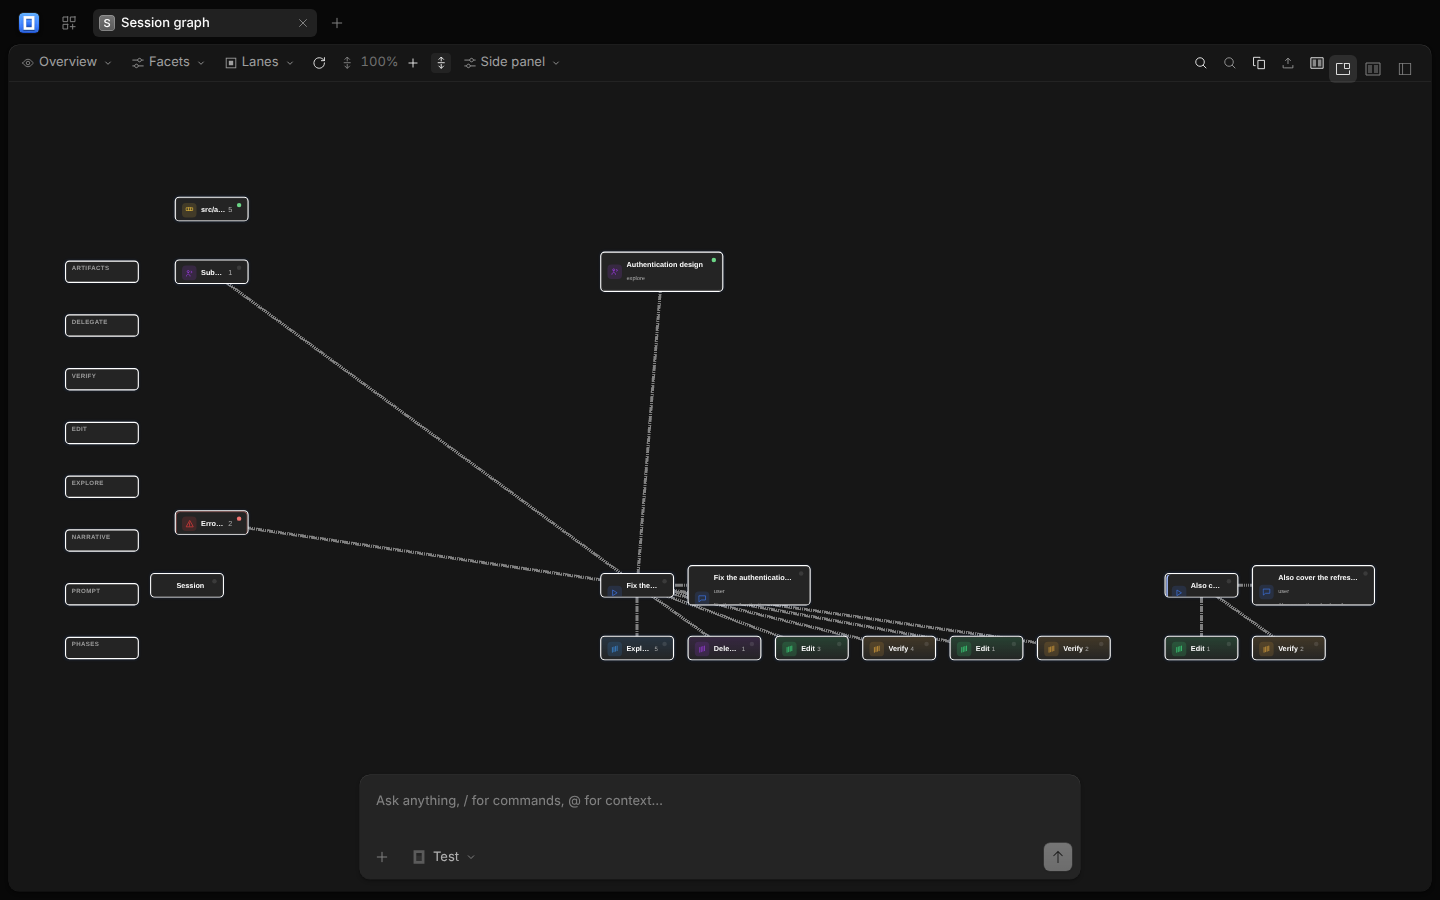 S Session graph
Overview Facets Lanes 100% Side panel
src/a... 5
ARTIFACTS
Sub... 1
Authentication design
explore
DELEGATE
VERIFY
EDIT
EXPLORE
Erro... 2
NARRATIVE
PROMPT
Session
Fix the...
Fix the authenticatio...
user
Also c...
Also cover the refres...
user
PHASES
Expl... 5
Dele... 1
Edit 3
Verify 4
Edit 1
Verify 2
Edit 1
Verify 2
Ask anything, / for commands, @ for context...
Test